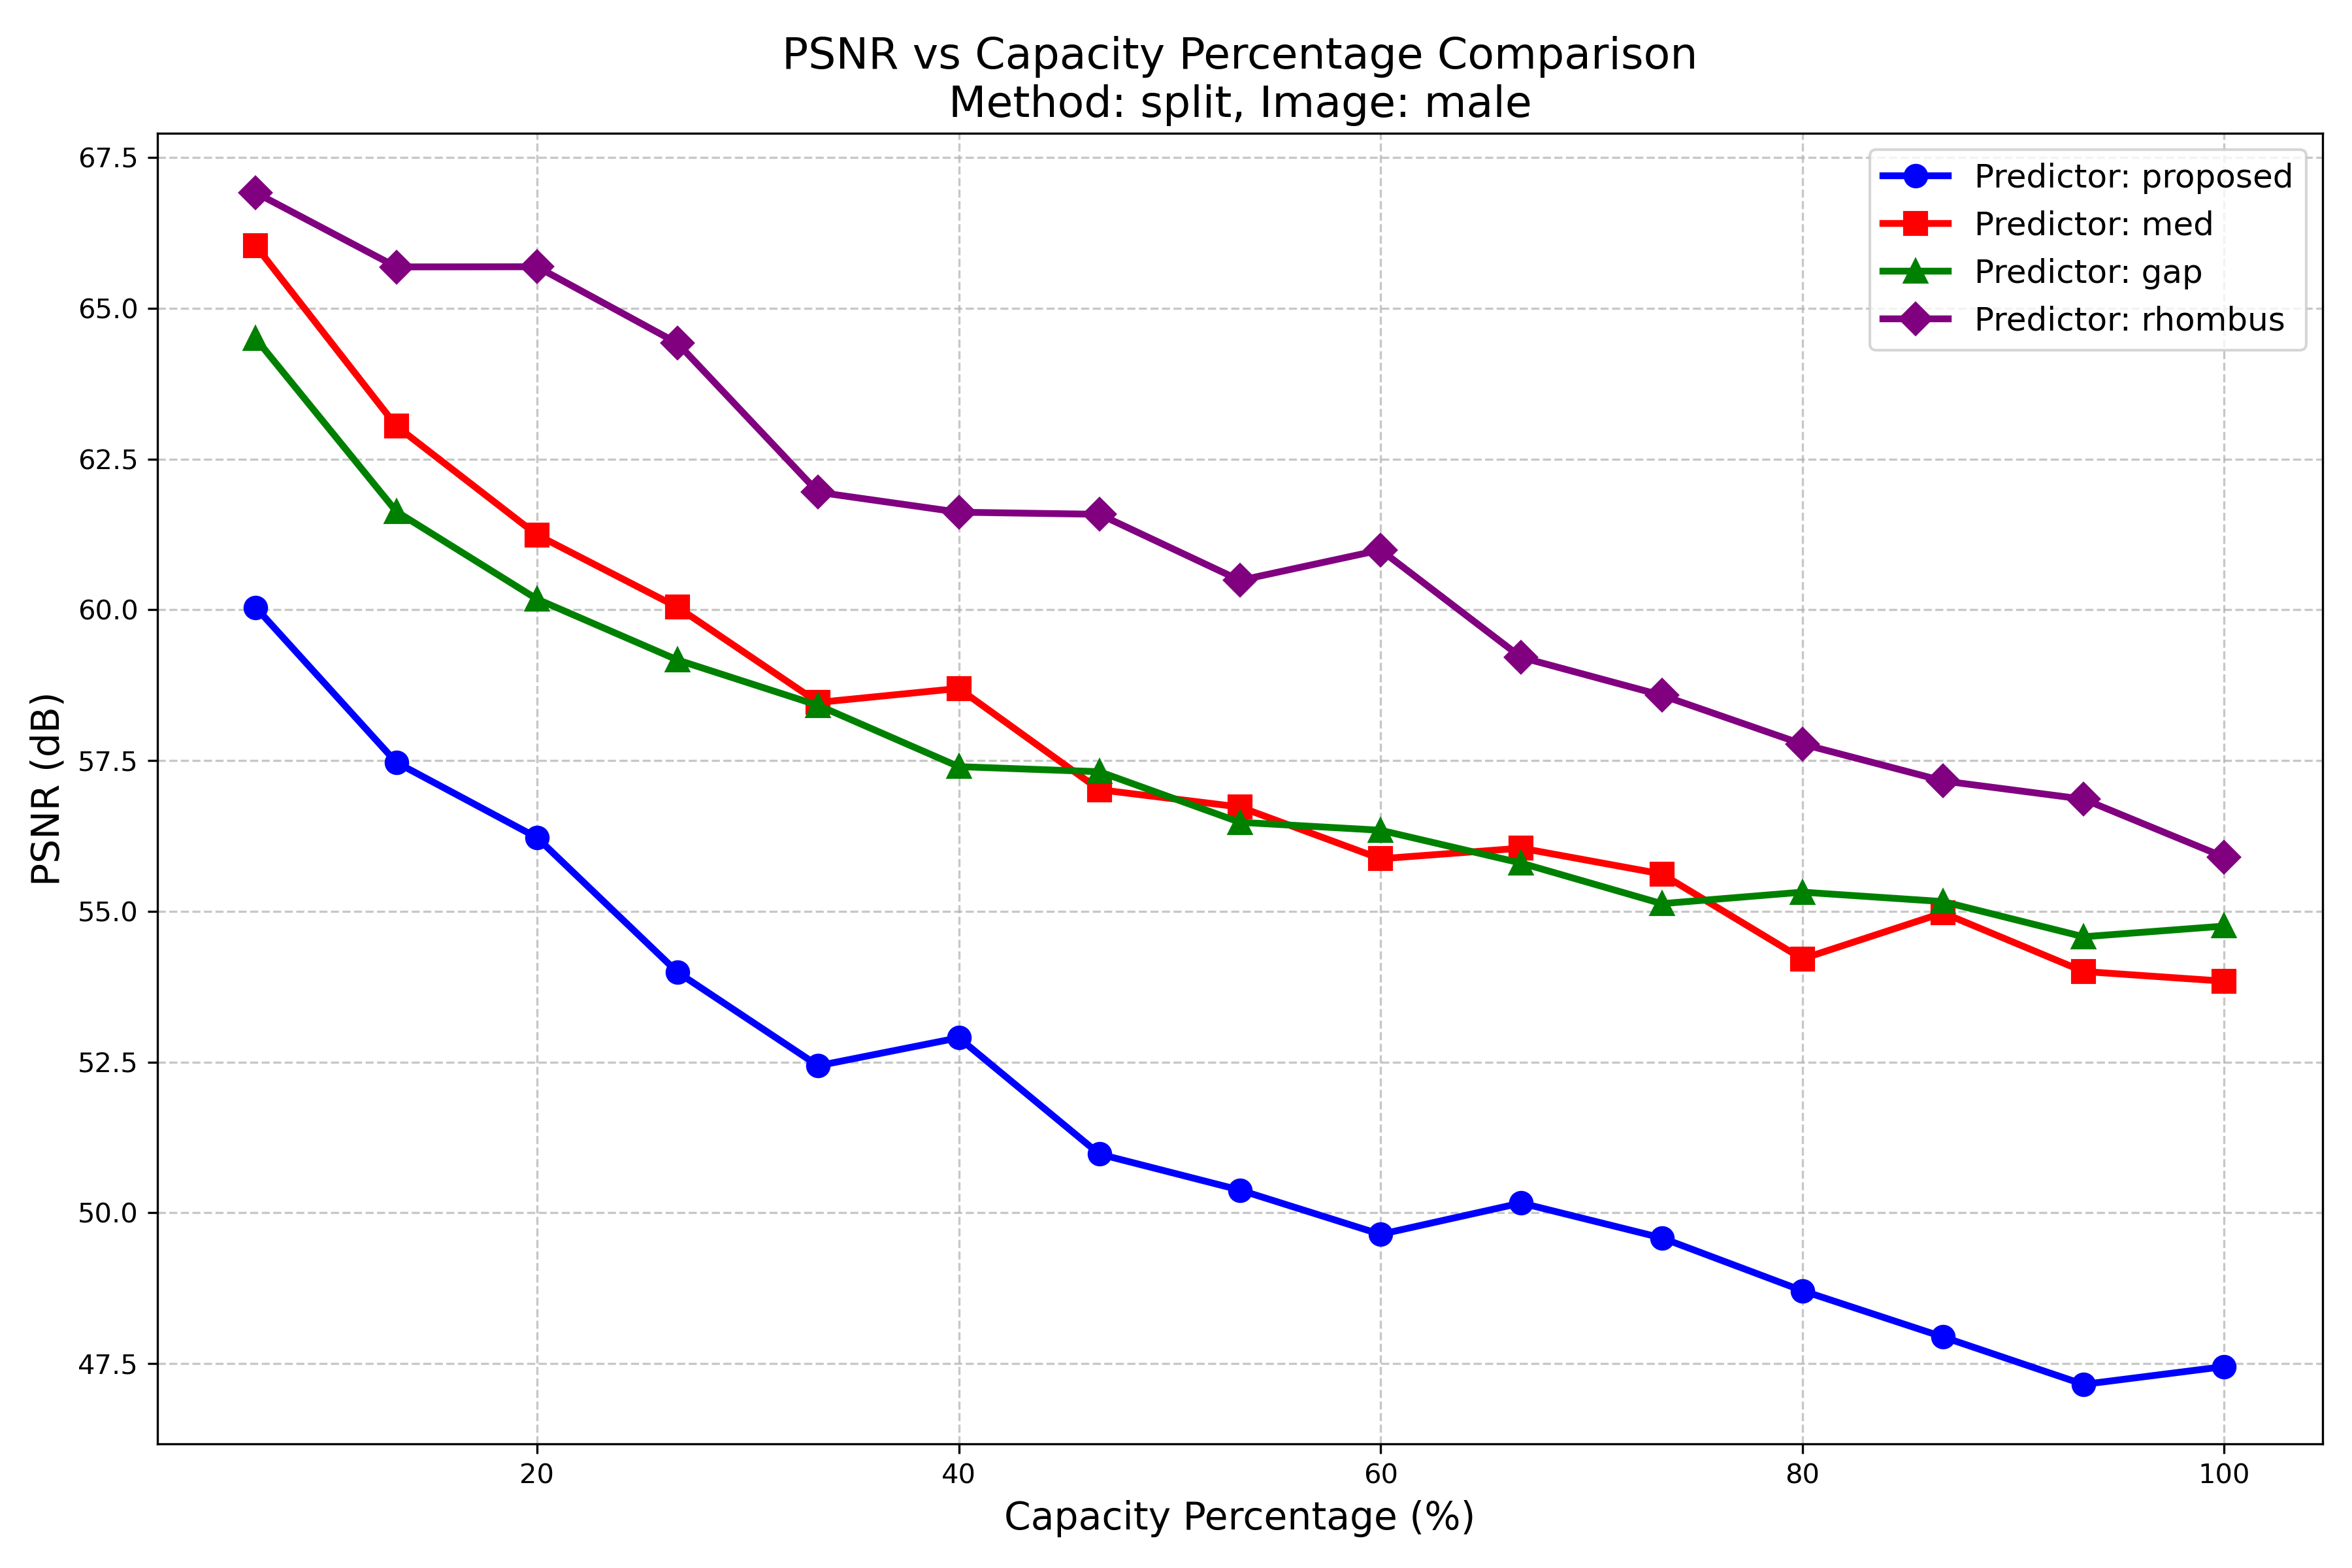 PSNR vs Capacity Percentage Comparison
Method: split, Image: male
67.5
65.0
62.5
60.0
57.5
55.0
52.5
50.0
47.5
PSNR (dB)
Predictor: proposed
Predictor: med
Predictor: gap
Predictor: rhombus
20
40
60
80
100
Capacity Percentage (%)